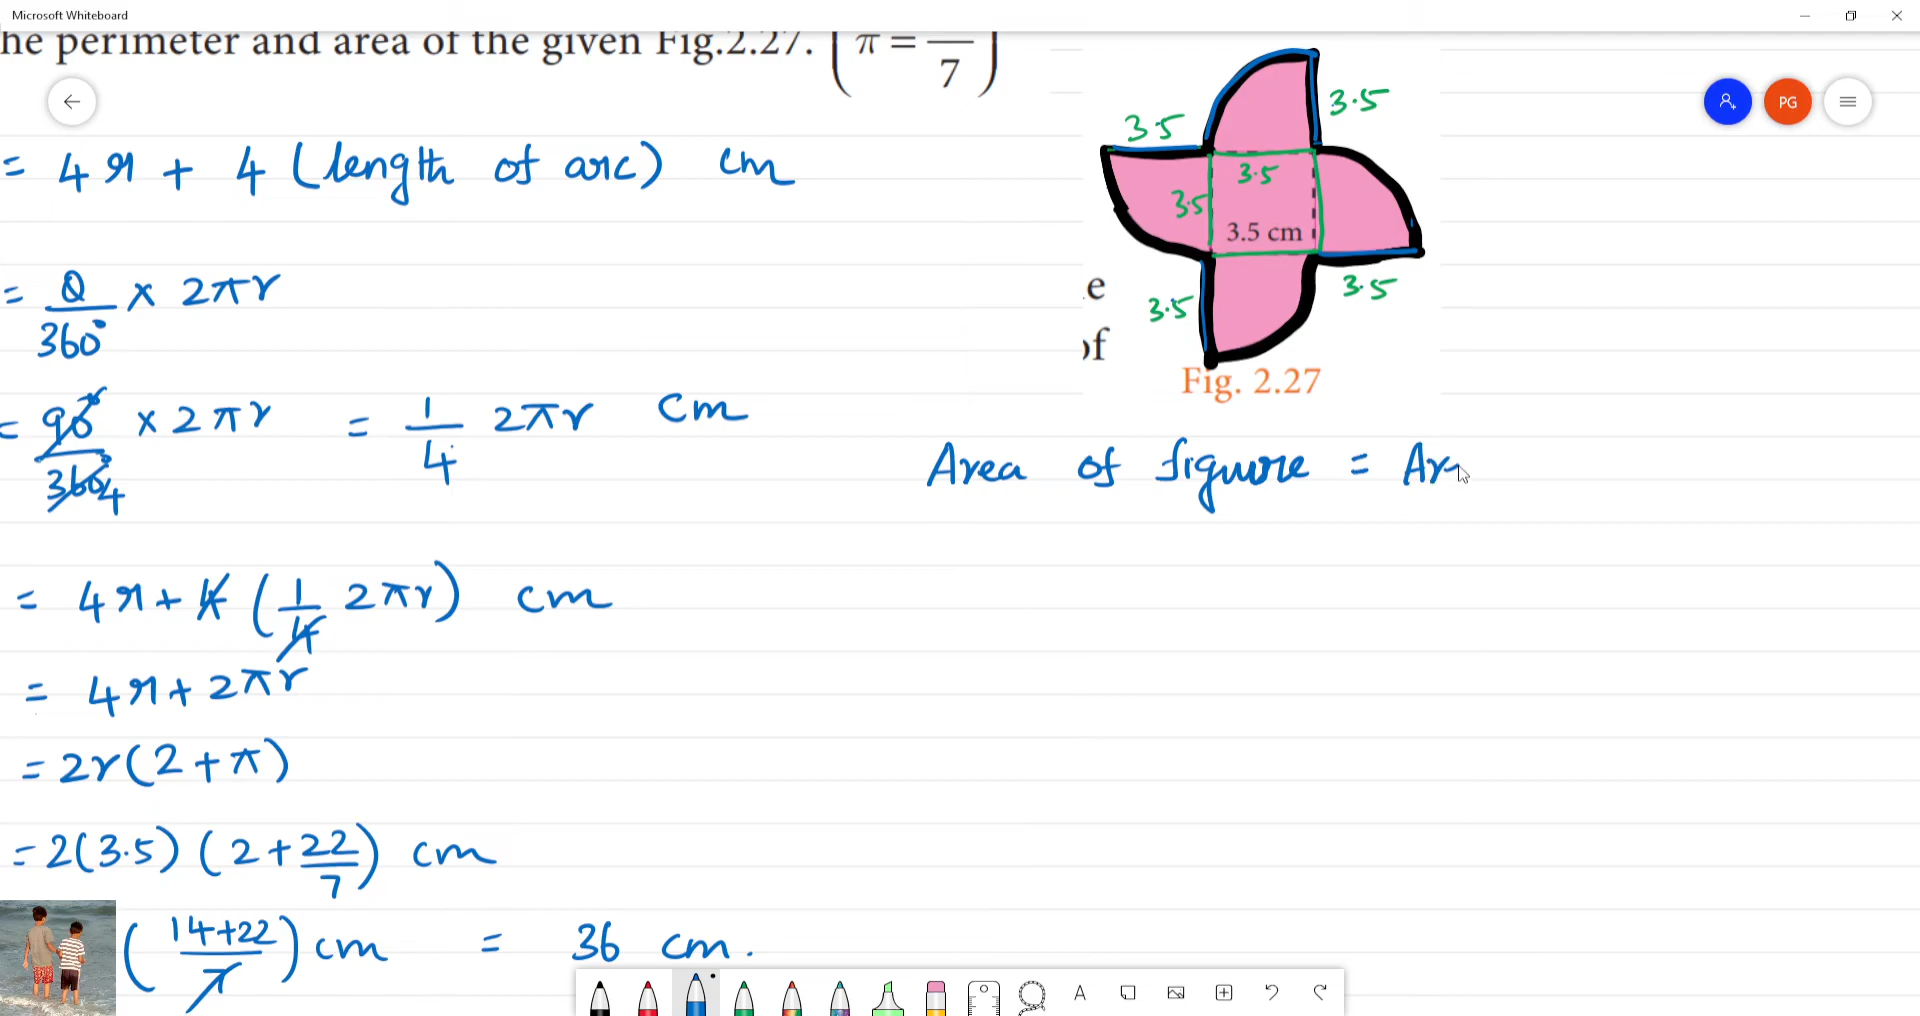 Microsoft Whiteboard
he perimeter and area of the given Fig.2.27. ( π = — 7 )
PG
= 4r + 4 (length of arc) cm
= θ/360° × 2πr
= 90°/360° 4 × 2πr = 1/4 2πr cm
= 4r + 4 (1/4 2πr) cm
= 4r + 2πr
= 2r(2+π)
= 2(3.5) (2+22/7) cm
(14+22/7) cm = 36 cm.
3.5
3.5
3.5
3.5
3.5 cm
3.5
3.5
e
of
Fig. 2.27
Area of figure = Ar
A